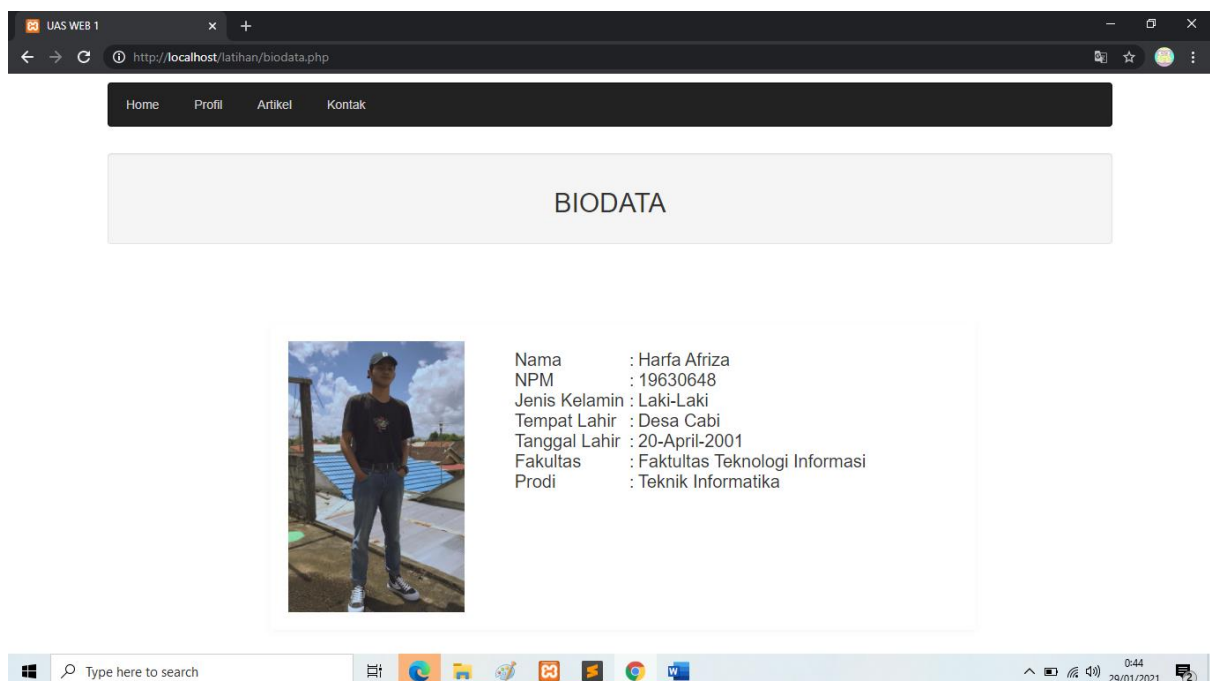 UAS WEB 1
http://localhost/latihan/biodata.php
Home Profil Artikel Kontak
BIODATA
Nama : Harfa Afriza
NPM : 19630648
Jenis Kelamin : Laki-Laki
Tempat Lahir : Desa Cabi
Tanggal Lahir : 20-April-2001
Fakultas : Faktultas Teknologi Informasi
Prodi : Teknik Informatika
Type here to search
0:44
29/01/2021
2